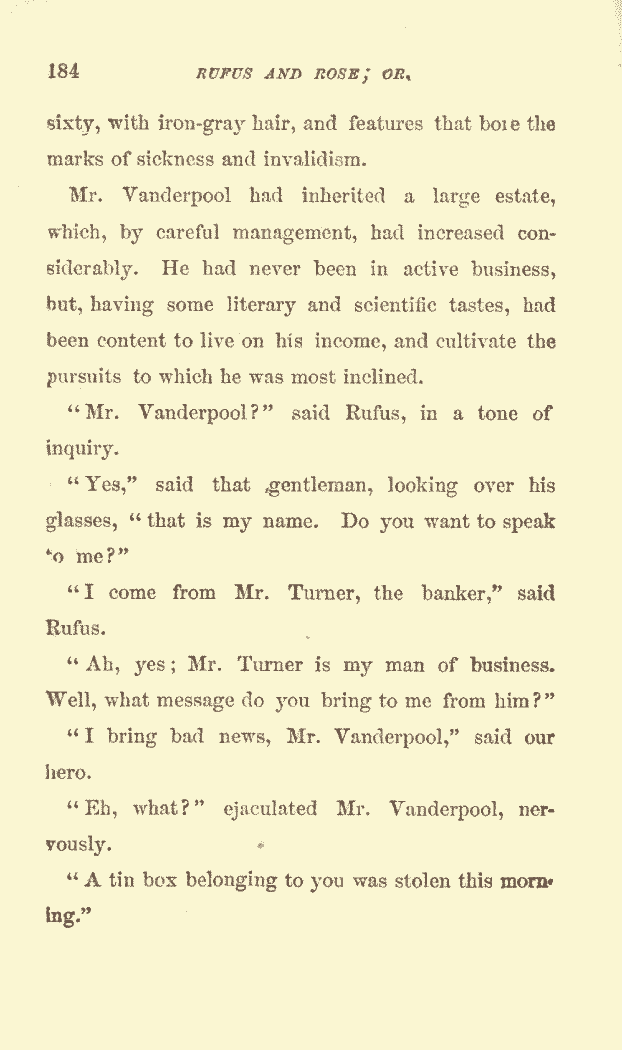 184 RUFUS AND ROSE; OR,
sixty, with iron-gray hair, and features that bore the
marks of sickness and invalidism.
Mr. Vanderpool had inherited a large estate,
which, by careful management, had increased con-
siderably. He had never been in active business,
but, having some literary and scientific tastes, had
been content to live on his income, and cultivate the
pursuits to which he was most inclined.
"Mr. Vanderpool?" said Rufus, in a tone of
inquiry.
"Yes," said that gentleman, looking over his
glasses, "that is my name. Do you want to speak
to me?"
"I come from Mr. Turner, the banker," said
Rufus.
"Ah, yes; Mr. Turner is my man of business.
Well, what message do you bring to me from him?"
"I bring bad news, Mr. Vanderpool," said our
hero.
"Eh, what?" ejaculated Mr. Vanderpool, ner-
vously.
"A tin box belonging to you was stolen this morn-
ing."